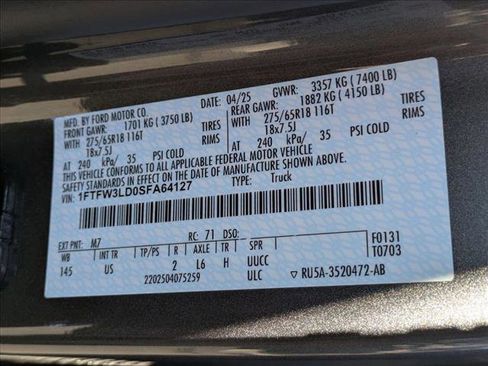 MFD. BY FORD MOTOR CO.
DATE: 04/25 GVWR: 3357 KG ( 7400 LB)
FRONT GAWR: 1701 KG ( 3750 LB) REAR GAWR: 1882 KG ( 4150 LB)
275/65R18 116T TIRES 275/65R18 116T TIRES
18x7.5J RIMS 18x7.5J RIMS
AT 240 kPa/ 35 PSI COLD AT 240 kPa/ 35 PSI COLD
THIS VEHICLE CONFORMS TO ALL APPLICABLE FEDERAL MOTOR VEHICLE
SAFETY STANDARDS IN EFFECT ON THE DATE OF MANUFACTURE SHOWN ABOVE.
VIN: 1FTFW3LD0SFA64127 TYPE: Truck
EXT PNT: M7 RC: 71 DSO: F0131
WB INT TR TP/PS R AXLE TR SPR T0703
145 US 2 L6 H UUCC
2202504075259 ULC ▽ RU5A-3520472-AB